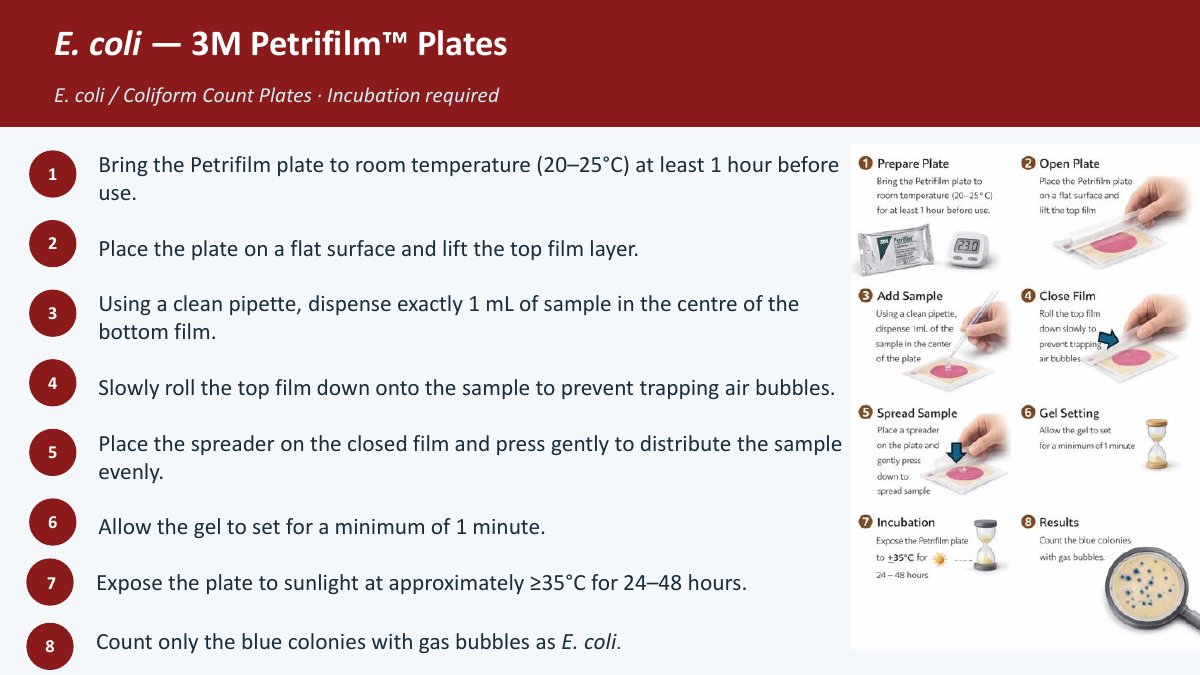 E. coli — 3M Petrifilm™ Plates
E. coli / Coliform Count Plates · Incubation required
1
Bring the Petrifilm plate to room temperature (20–25°C) at least 1 hour before
use.
2
Place the plate on a flat surface and lift the top film layer.
3
Using a clean pipette, dispense exactly 1 mL of sample in the centre of the
bottom film.
4
Slowly roll the top film down onto the sample to prevent trapping air bubbles.
5
Place the spreader on the closed film and press gently to distribute the sample
evenly.
6
Allow the gel to set for a minimum of 1 minute.
7
Expose the plate to sunlight at approximately ≥35°C for 24–48 hours.
8
Count only the blue colonies with gas bubbles as E. coli.
1 Prepare Plate
Bring the Petrifilm plate to
room temperature (20–25°C)
for at least 1 hour before use.
3M Petrifilm
23.0
2 Open Plate
Place the Petrifilm plate
on a flat surface and
lift the top film
3 Add Sample
Using a clean pipette,
dispense 1mL of the
sample in the center
of the plate
4 Close Film
Roll the top film
down slowly to
prevent trapping
air bubbles
5 Spread Sample
Place a spreader
on the plate and
gently press
down to
spread sample
6 Gel Setting
Allow the gel to set
for a minimum of 1 minute
7 Incubation
Expose the Petrifilm plate
to ±35°C for
24 – 48 hours
8 Results
Count the blue colonies
with gas bubbles.